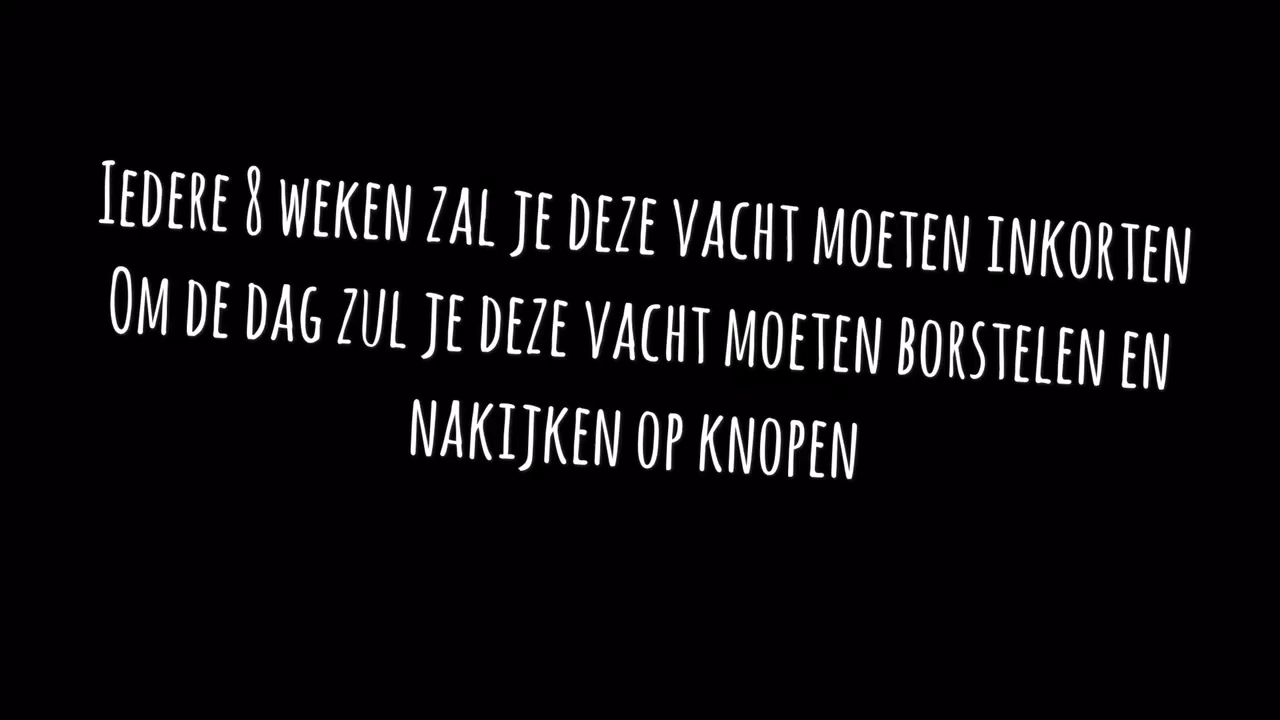 Iedere 8 weken zal je deze vacht moeten inkorten
Om de dag zul je deze vacht moeten borstelen en
nakijken op knopen